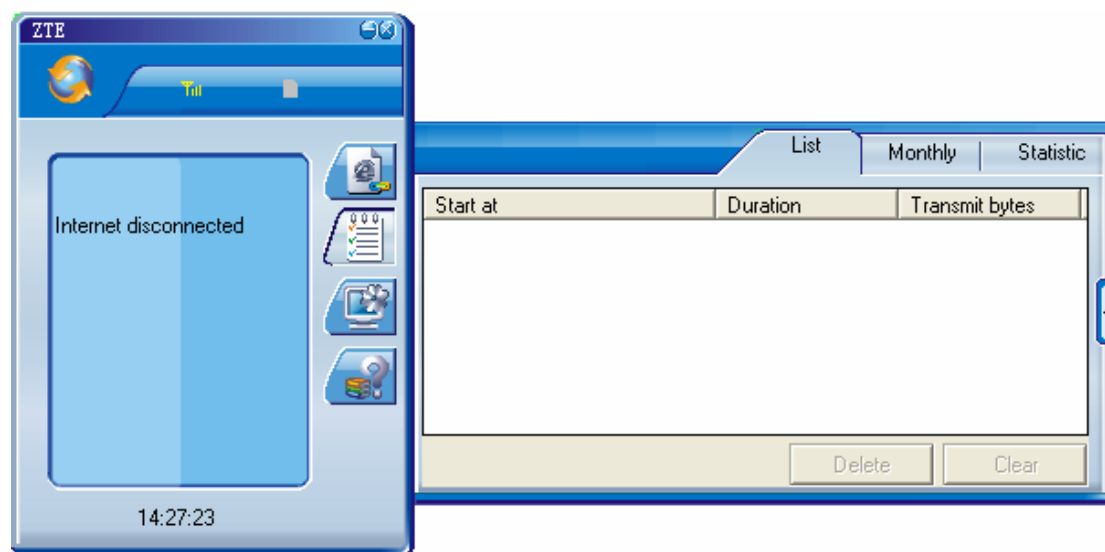 ZTE
Internet disconnected
14:27:23
List
Monthly
Statistic
Start at
Duration
Transmit bytes
Delete
Clear